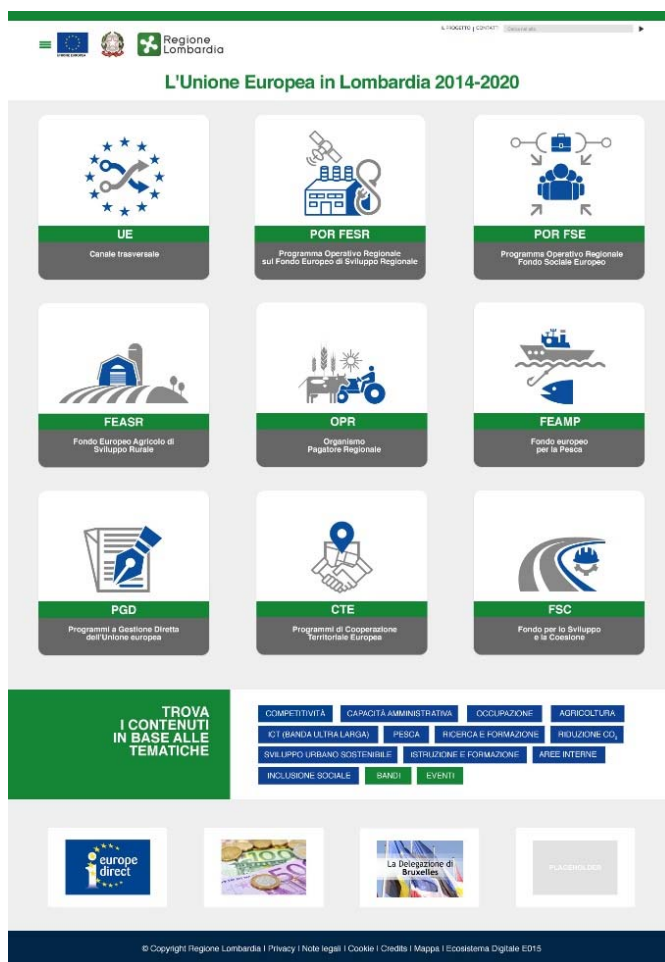 IL PROGETTO | CONTATTI
UNIONE EUROPEA
Regione
Lombardia
L'Unione Europea in Lombardia 2014-2020
UE
Canale trasversale
POR FESR
Programma Operativo Regionale
sul Fondo Europeo di Sviluppo Regionale
POR FSE
Programma Operativo Regionale
Fondo Sociale Europeo
FEASR
Fondo Europeo Agricolo di
Sviluppo Rurale
OPR
Organismo
Pagatore Regionale
FEAMP
Fondo europeo
per la Pesca
PGD
Programmi a Gestione Diretta
dell'Unione europea
CTE
Programmi di Cooperazione
Territoriale Europea
FSC
Fondo per lo Sviluppo
e la Coesione
TROVA
I CONTENUTI
IN BASE ALLE
TEMATICHE
COMPETITIVITÀ CAPACITÀ AMMINISTRATIVA OCCUPAZIONE AGRICOLTURA
ICT (BANDA ULTRA LARGA) PESCA RICERCA E FORMAZIONE RIDUZIONE CO₂
SVILUPPO URBANO SOSTENIBILE ISTRUZIONE E FORMAZIONE AREE INTERNE
INCLUSIONE SOCIALE BANDI EVENTI
europe
direct
100
La Delegazione di
Bruxelles
PLACEHOLDER
© Copyright Regione Lombardia I Privacy I Note legali I Cookie I Credits I Mappa I Ecosistema Digitale E015